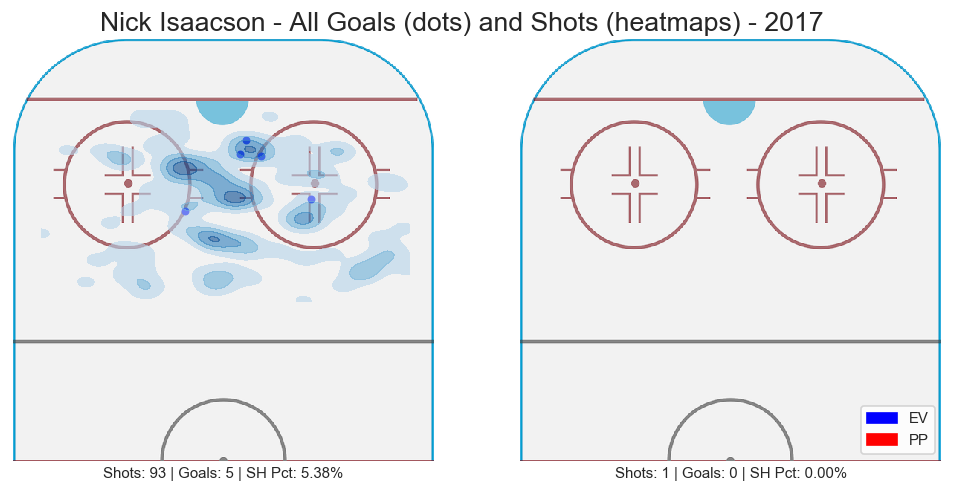 Nick Isaacson - All Goals (dots) and Shots (heatmaps) - 2017
EV
PP
Shots: 93 | Goals: 5 | SH Pct: 5.38%
Shots: 1 | Goals: 0 | SH Pct: 0.00%